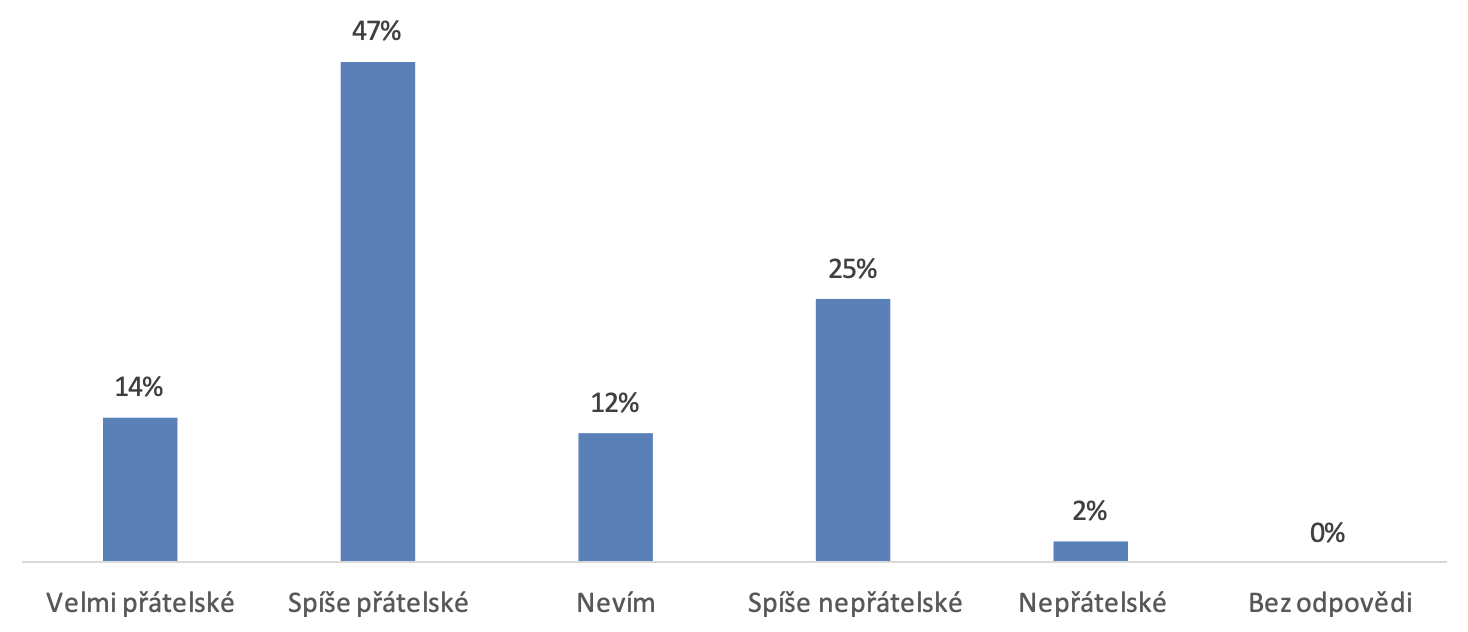 47%
25%
14%
12%
2%
0%
Velmi přátelské
Spíše přátelské
Nevím
Spíše nepřátelské
Nepřátelské
Bez odpovědi